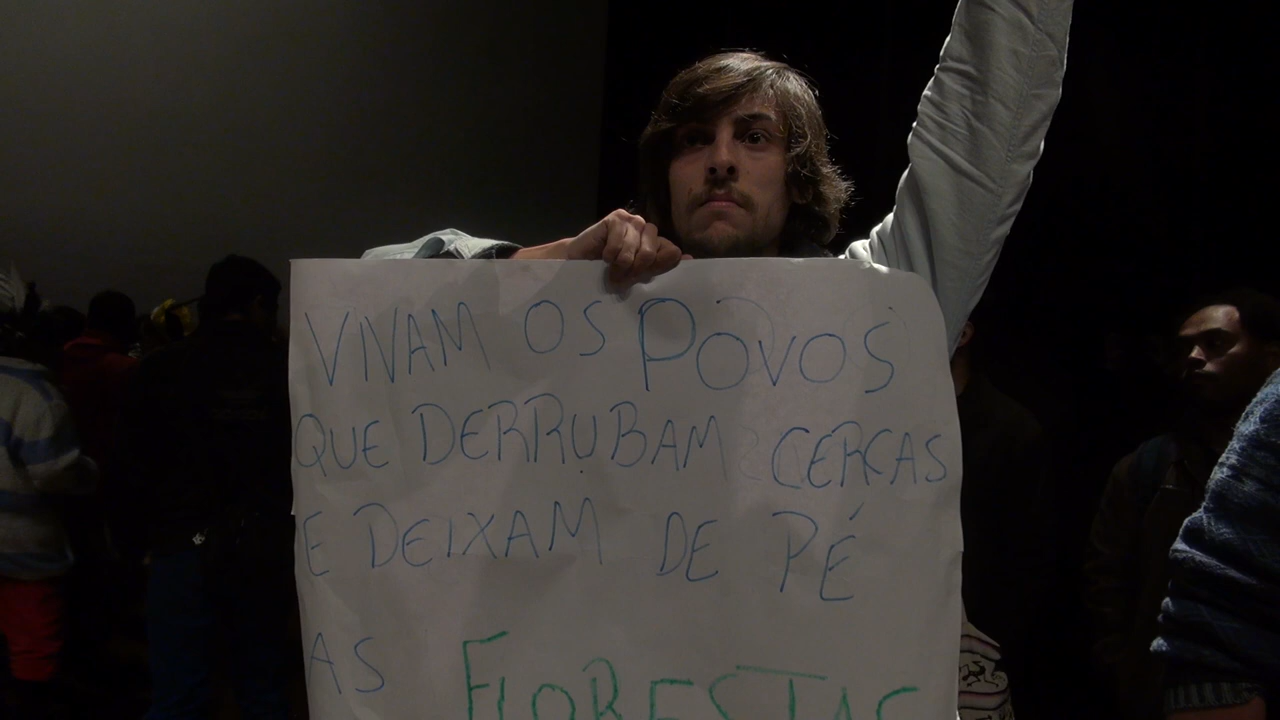 VIVAM OS POVOS
QUE DERRUBAM CERCAS
E DEIXAM DE PÉ
AS FLORESTAS